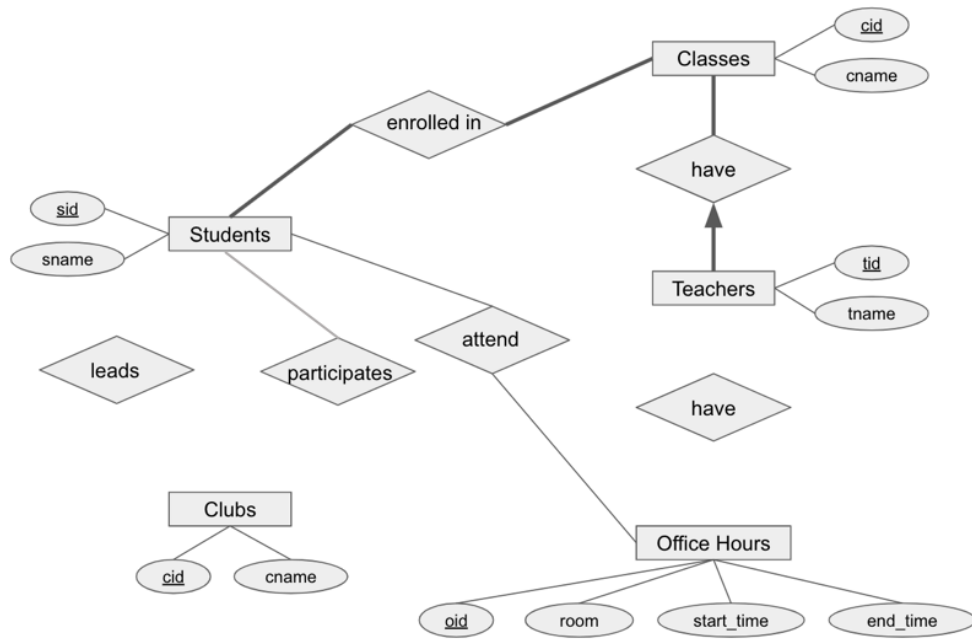 cid
Classes
cname
enrolled in
have
sid
Students
sname
tid
Teachers
tname
attend
leads
participates
have
Clubs
Office Hours
cid
cname
oid
room
start_time
end_time